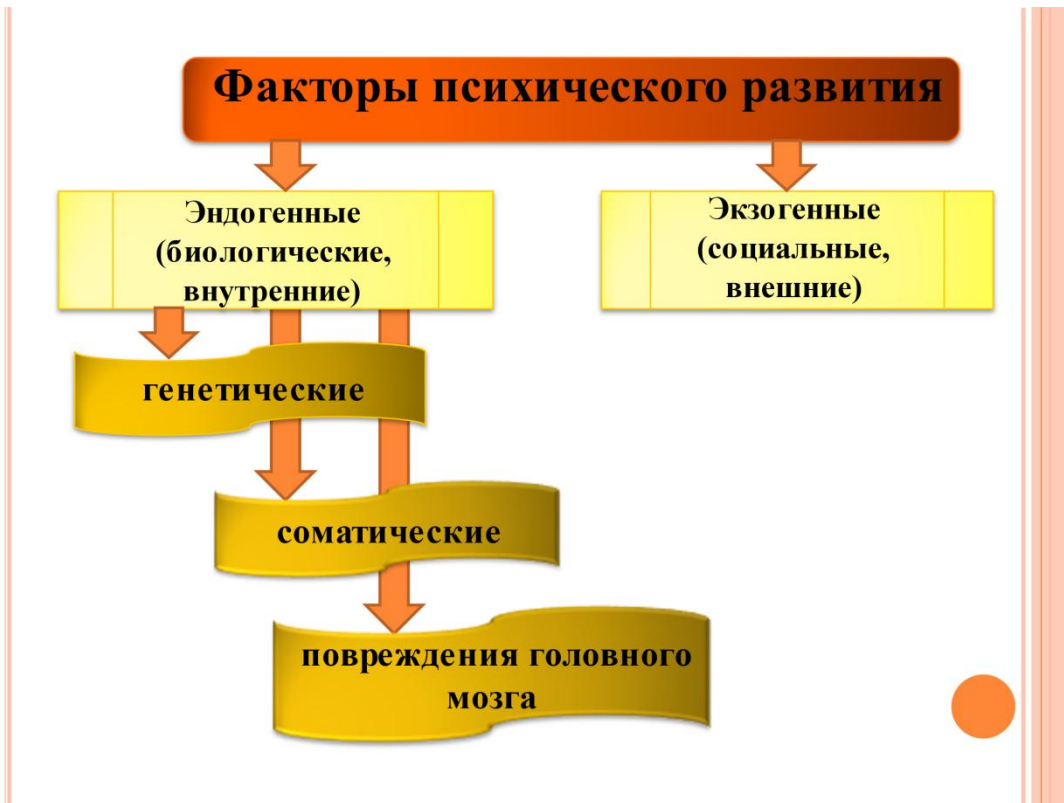 Факторы психического развития
Эндогенные
(биологические,
внутренние)
Экзогенные
(социальные,
внешние)
генетические
соматические
повреждения головного
мозга